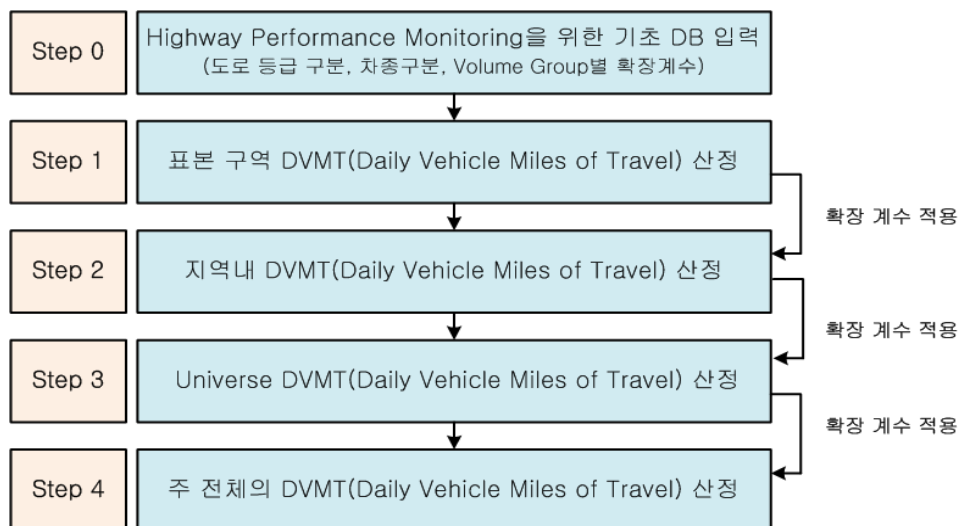 Step 0
Highway Performance Monitoring을 위한 기초 DB 입력
(도로 등급 구분, 차종구분, Volume Group별 확장계수)
Step 1
표본 구역 DVMT(Daily Vehicle Miles of Travel) 산정
확장 계수 적용
Step 2
지역내 DVMT(Daily Vehicle Miles of Travel) 산정
확장 계수 적용
Step 3
Universe DVMT(Daily Vehicle Miles of Travel) 산정
확장 계수 적용
Step 4
주 전체의 DVMT(Daily Vehicle Miles of Travel) 산정